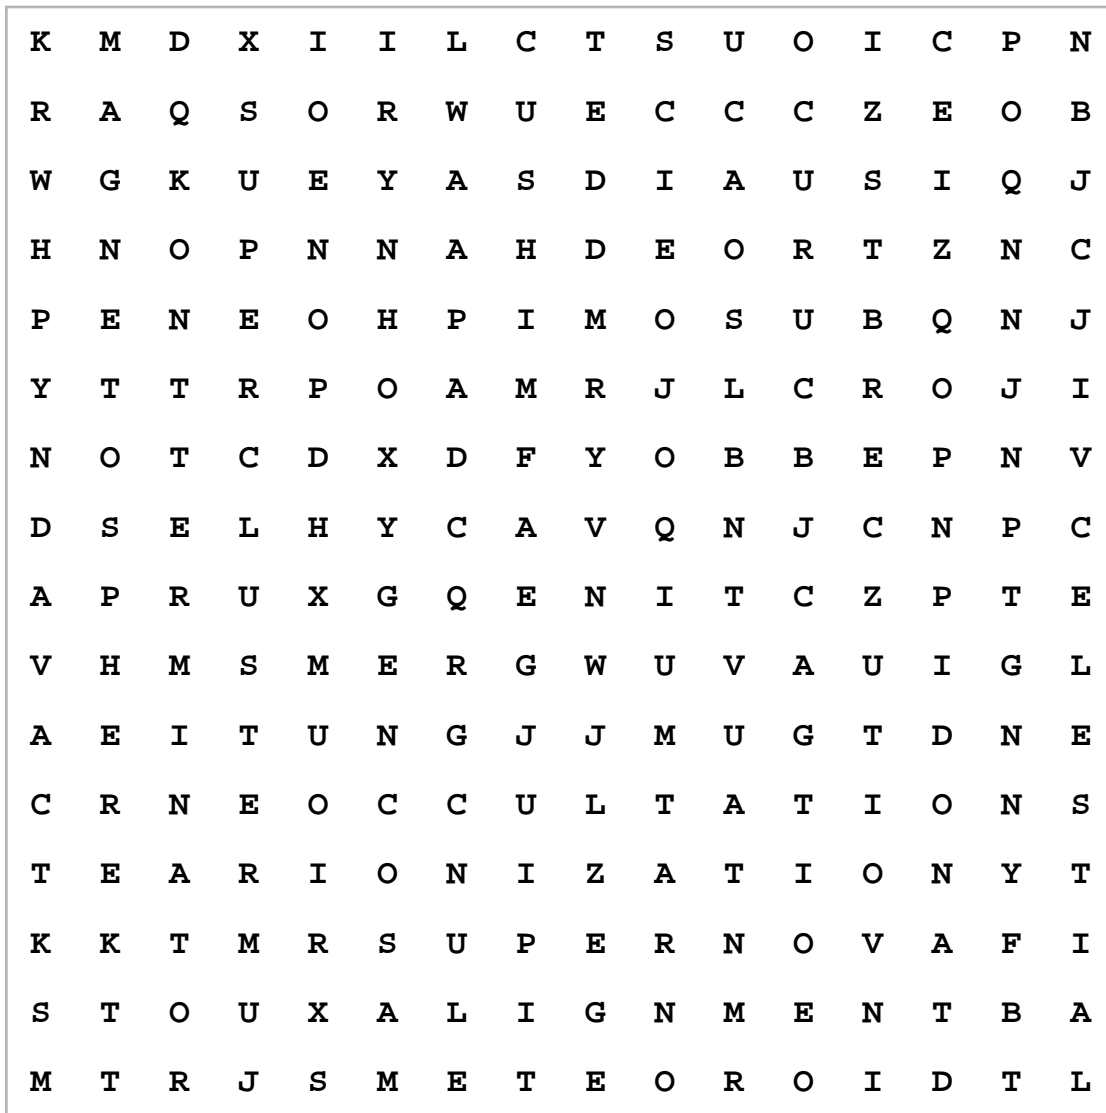 K M D X I I L C T S U O I C P N
R A Q S O R W U E C C C Z E O B
W G K U E Y A S D I A U S I Q J
H N O P N N A H D E O R T Z N C
P E N E O H P I M O S U B Q N J
Y T T R P O A M R J L C R O J I
N O T C D X D F Y O B B E P N V
D S E L H Y C A V Q N J C N P C
A P R U X G Q E N I T C Z P T E
V H M S M E R G W U V A U I G L
A E I T U N G J J M U G T D N E
C R N E O C C U L T A T I O N S
T E A R I O N I Z A T I O N Y T
K K T M R S U P E R N O V A F I
S T O U X A L I G N M E N T B A
M T R J S M E T E O R O I D T L